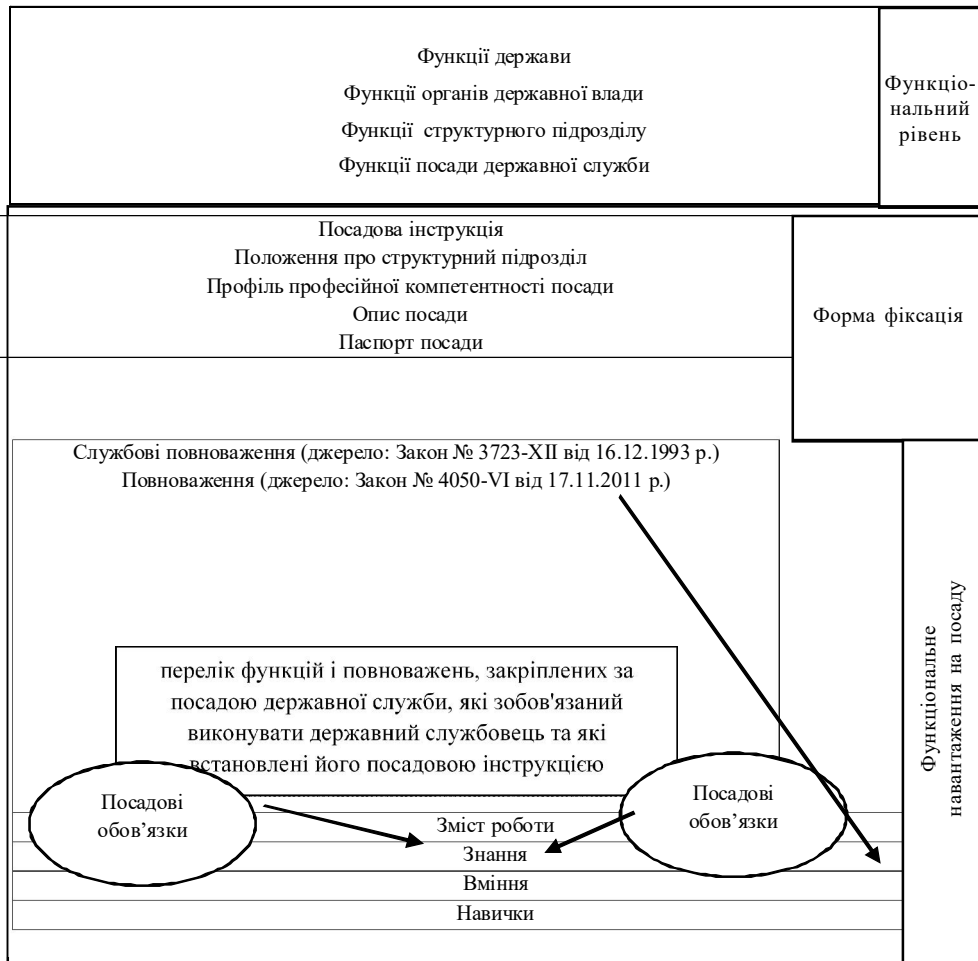 Функції держави
Функції органів державної влади
Функції структурного підрозділу
Функції посади державної служби
Функціо-
нальний
рівень
Посадова інструкція
Положення про структурний підрозділ
Профіль професійної компетентності посади
Опис посади
Паспорт посади
Форма фіксація
Службові повноваження (джерело: Закон № 3723-XII від 16.12.1993 р.)
Повноваження (джерело: Закон № 4050-VI від 17.11.2011 р.)
перелік функцій і повноважень, закріплених за
посадою державної служби, які зобов'язаний
виконувати державний службовець та які
встановлені його посадовою інструкцією
Посадові
обов’язки
Посадові
обов’язки
Зміст роботи
Знання
Вміння
Навички
Функціональне
навантаження на посаду